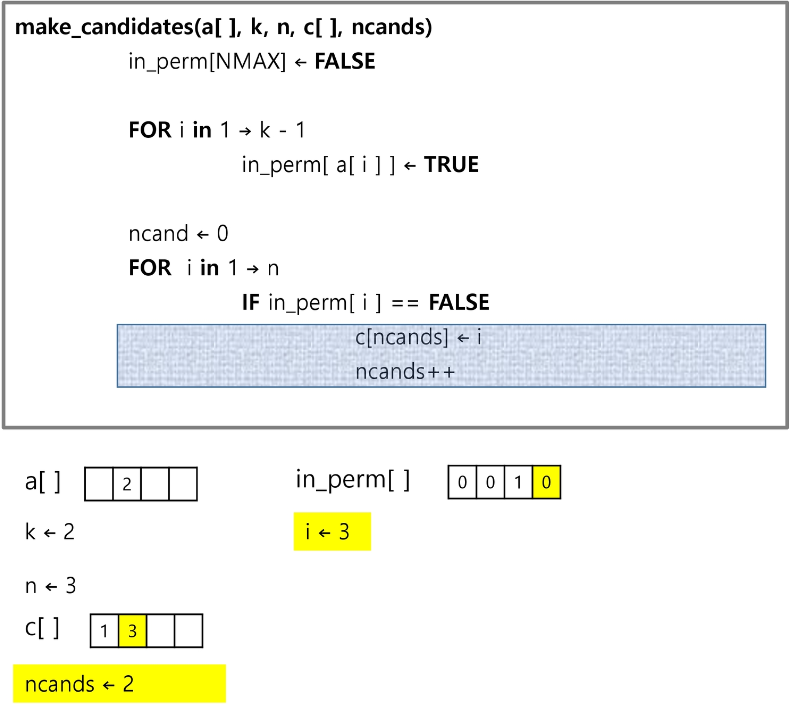 make_candidates(a[ ], k, n, c[ ], ncands)
in_perm[NMAX] ← FALSE
FOR i in 1 → k - 1
in_perm[ a[ i ] ] ← TRUE
ncand ← 0
FOR i in 1 → n
IF in_perm[ i ] == FALSE
c[ncands] ← i
ncands++
a[ ] 2
in_perm[ ] 0 0 1 0
k ← 2
i ← 3
n ← 3
c[ ] 1 3
ncands ← 2